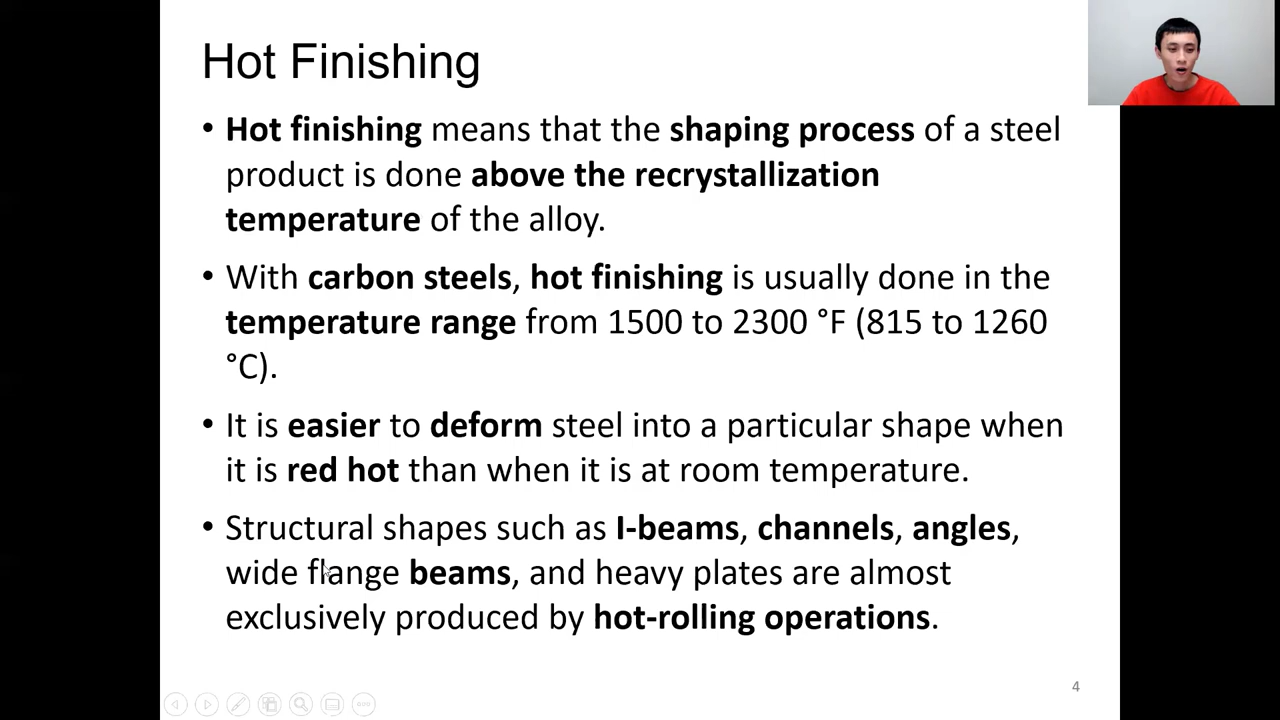 Hot Finishing
• Hot finishing means that the shaping process of a steel
product is done above the recrystallization
temperature of the alloy.
• With carbon steels, hot finishing is usually done in the
temperature range from 1500 to 2300 °F (815 to 1260
°C).
• It is easier to deform steel into a particular shape when
it is red hot than when it is at room temperature.
• Structural shapes such as I-beams, channels, angles,
wide flange beams, and heavy plates are almost
exclusively produced by hot-rolling operations.
4